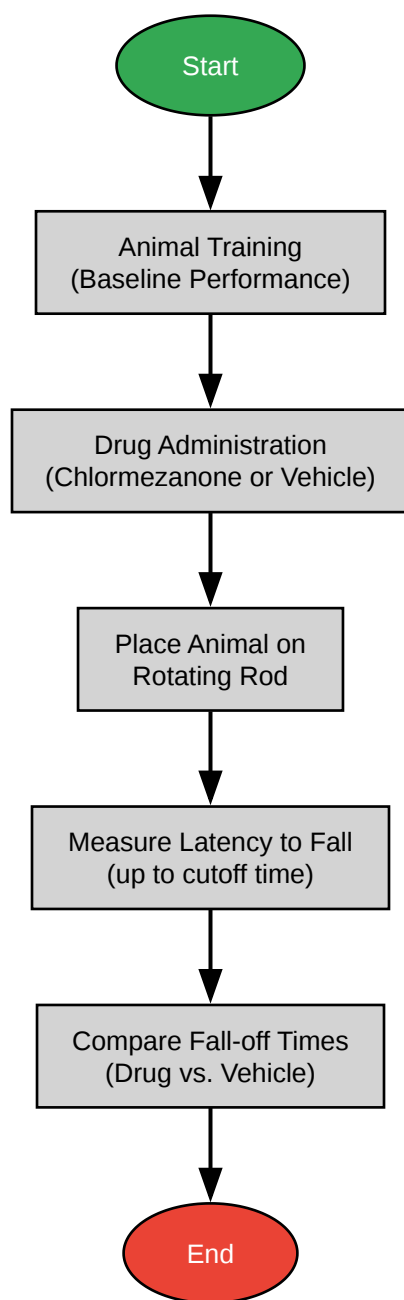 Start
Animal Training
(Baseline Performance)
Drug Administration
(Chlormezanone or Vehicle)
Place Animal on
Rotating Rod
Measure Latency to Fall
(up to cutoff time)
Compare Fall-off Times
(Drug vs. Vehicle)
End